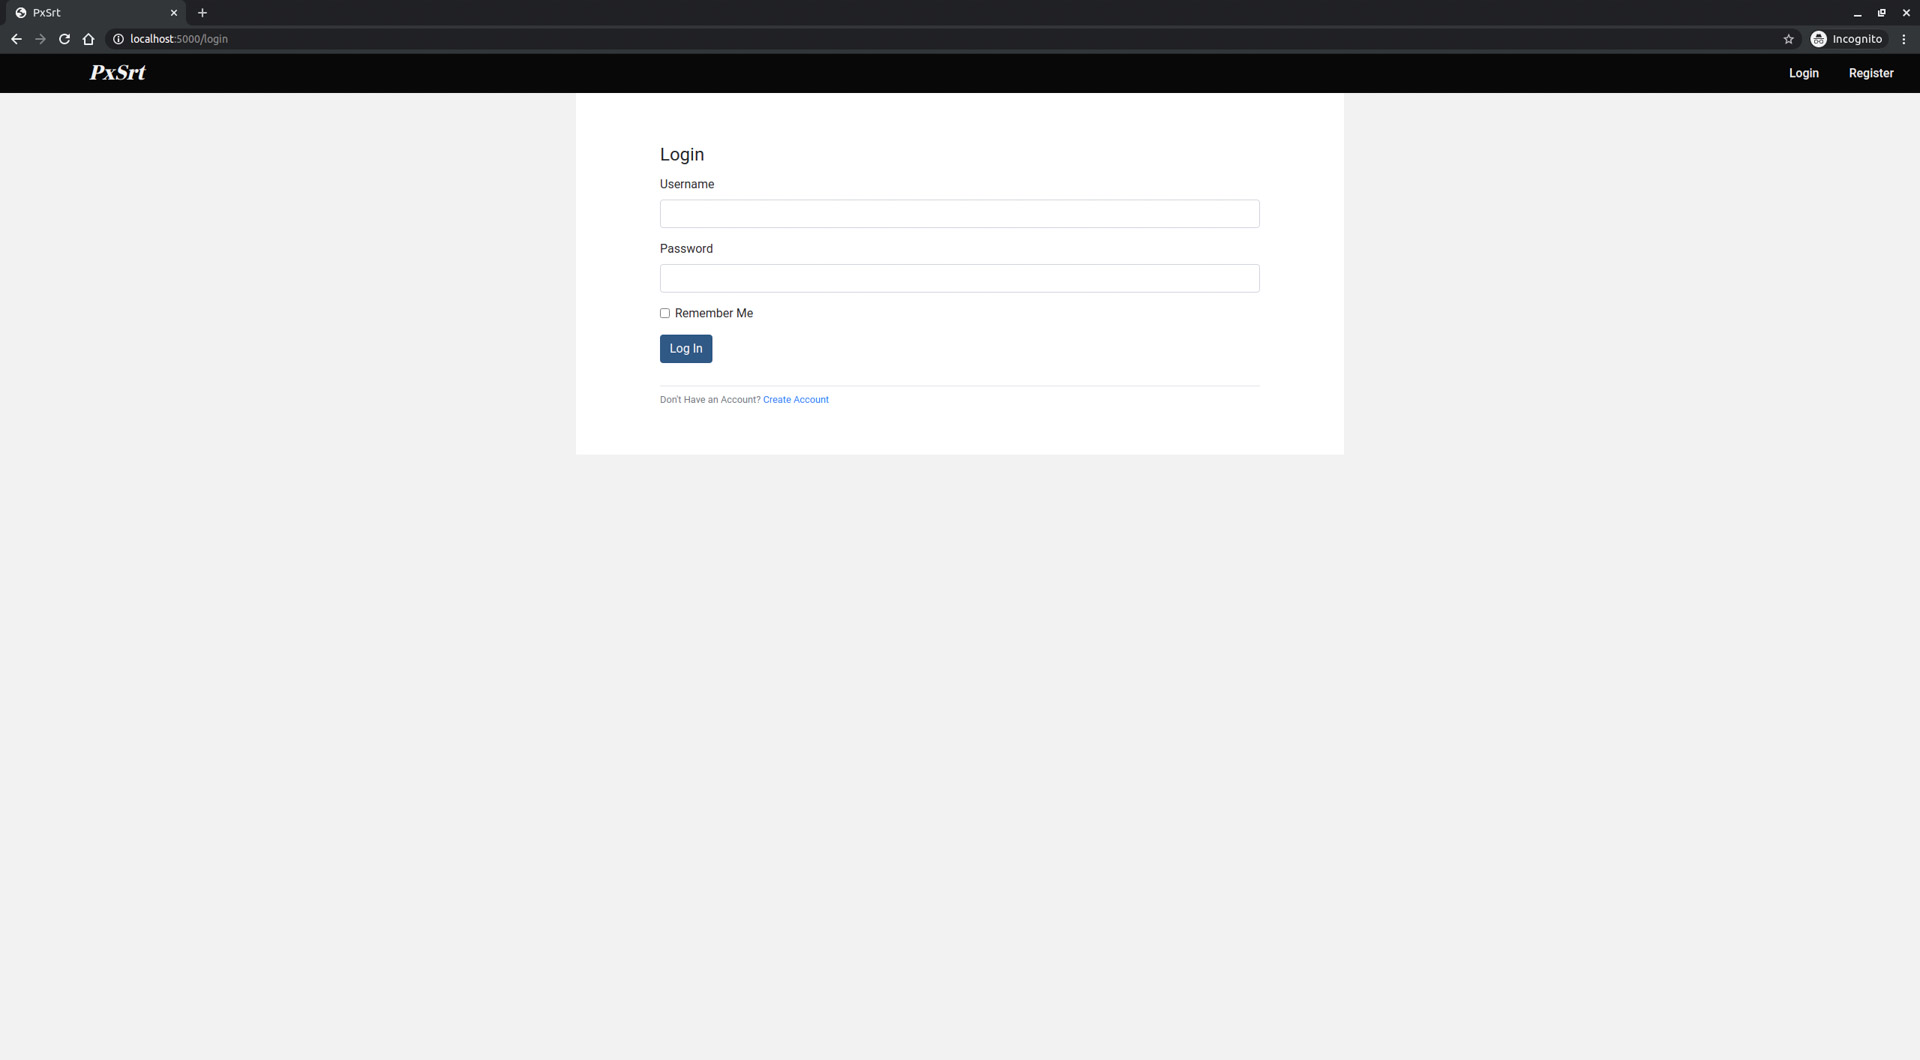 PxSrt
localhost:5000/login
Incognito
PxSrt
Login
Register
Login
Username
Password
Remember Me
Log In
Don't Have an Account? Create Account